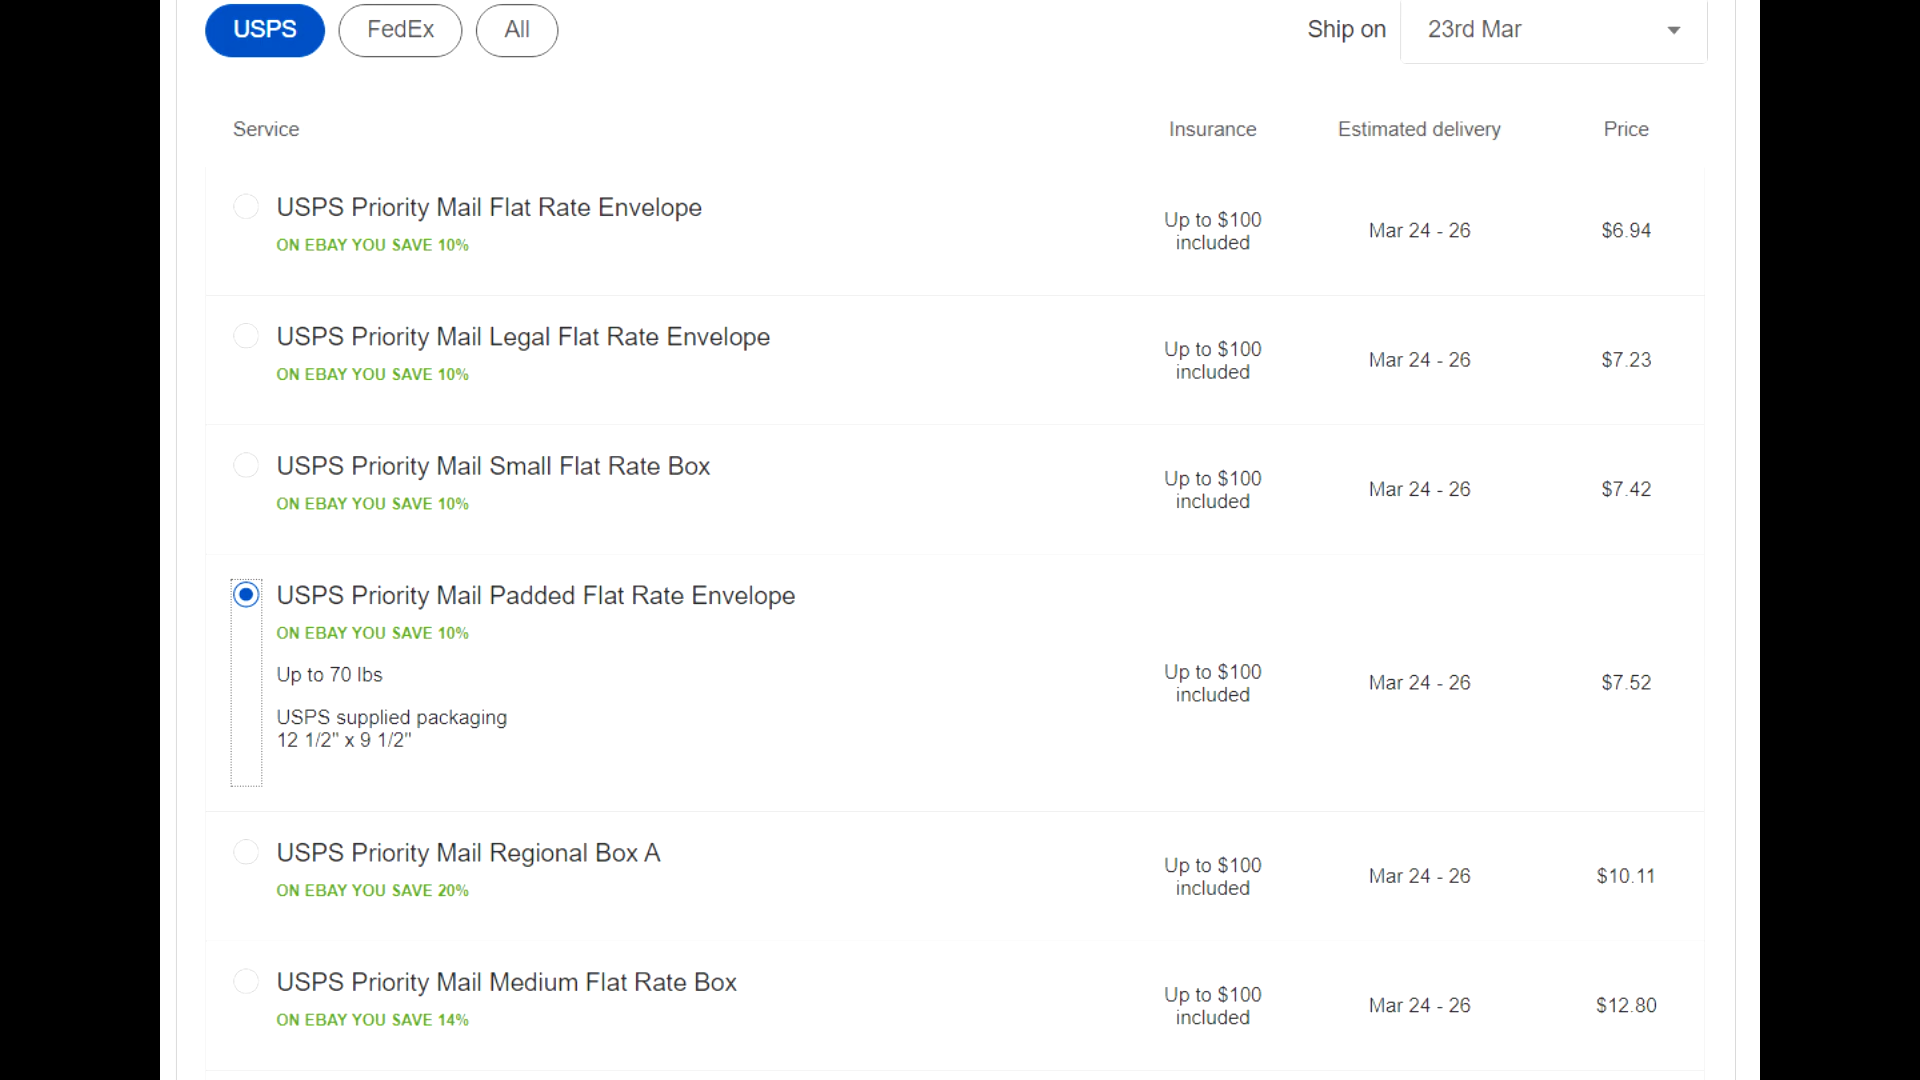 USPS
FedEx
All
Ship on
23rd Mar
Service
Insurance
Estimated delivery
Price
USPS Priority Mail Flat Rate Envelope
ON EBAY YOU SAVE 10%
Up to $100
included
Mar 24 - 26
$6.94
USPS Priority Mail Legal Flat Rate Envelope
ON EBAY YOU SAVE 10%
Up to $100
included
Mar 24 - 26
$7.23
USPS Priority Mail Small Flat Rate Box
ON EBAY YOU SAVE 10%
Up to $100
included
Mar 24 - 26
$7.42
USPS Priority Mail Padded Flat Rate Envelope
ON EBAY YOU SAVE 10%
Up to 70 lbs
USPS supplied packaging
12 1/2" x 9 1/2"
Up to $100
included
Mar 24 - 26
$7.52
USPS Priority Mail Regional Box A
ON EBAY YOU SAVE 20%
Up to $100
included
Mar 24 - 26
$10.11
USPS Priority Mail Medium Flat Rate Box
ON EBAY YOU SAVE 14%
Up to $100
included
Mar 24 - 26
$12.80